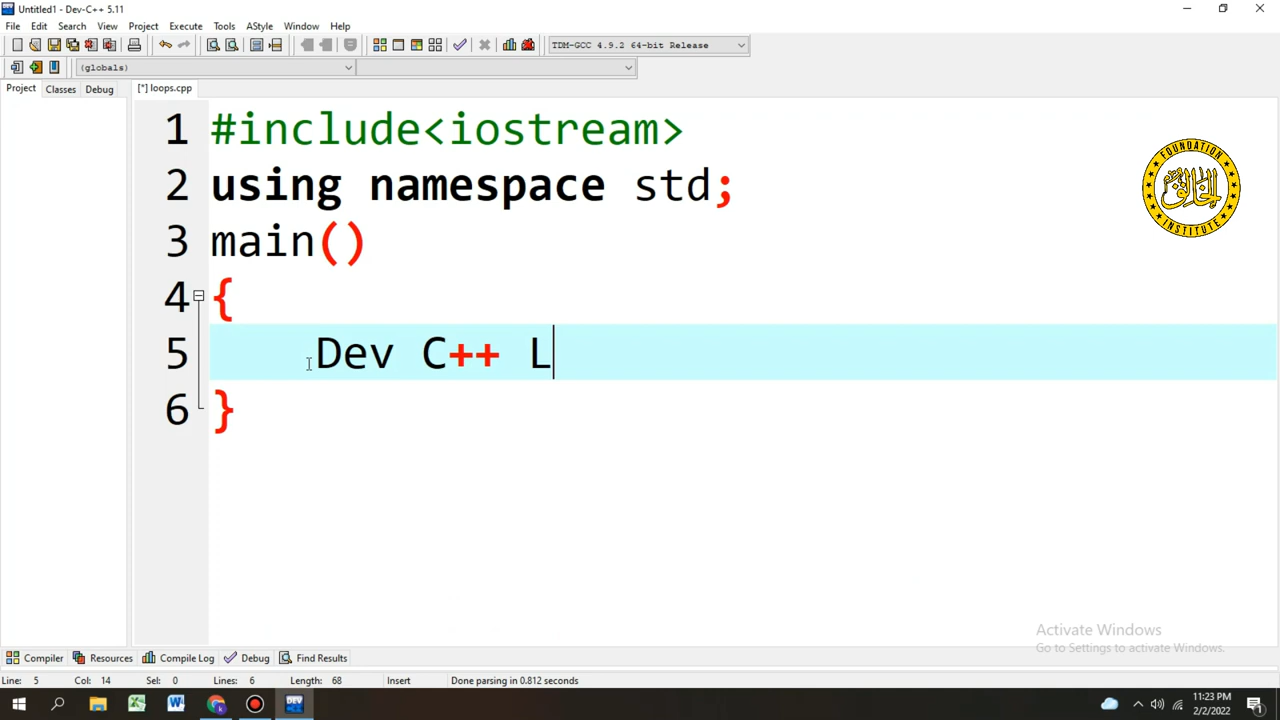 Untitled1 - Dev-C++ 5.11
File Edit Search View Project Execute Tools AStyle Window Help
TDM-GCC 4.9.2 64-bit Release
(globals)
Project Classes Debug [*] loops.cpp
1 #include<iostream>
2 using namespace std;
3 main()
4 {
5 Dev C++ L
6 }
FOUNDATION
الخالق
INSTITUTE
Activate Windows
Go to Settings to activate Windows.
Compiler Resources Compile Log Debug Find Results
Line: 5 Col: 14 Sel: 0 Lines: 6 Length: 68 Insert Done parsing in 0.812 seconds
11:23 PM
2/2/2022